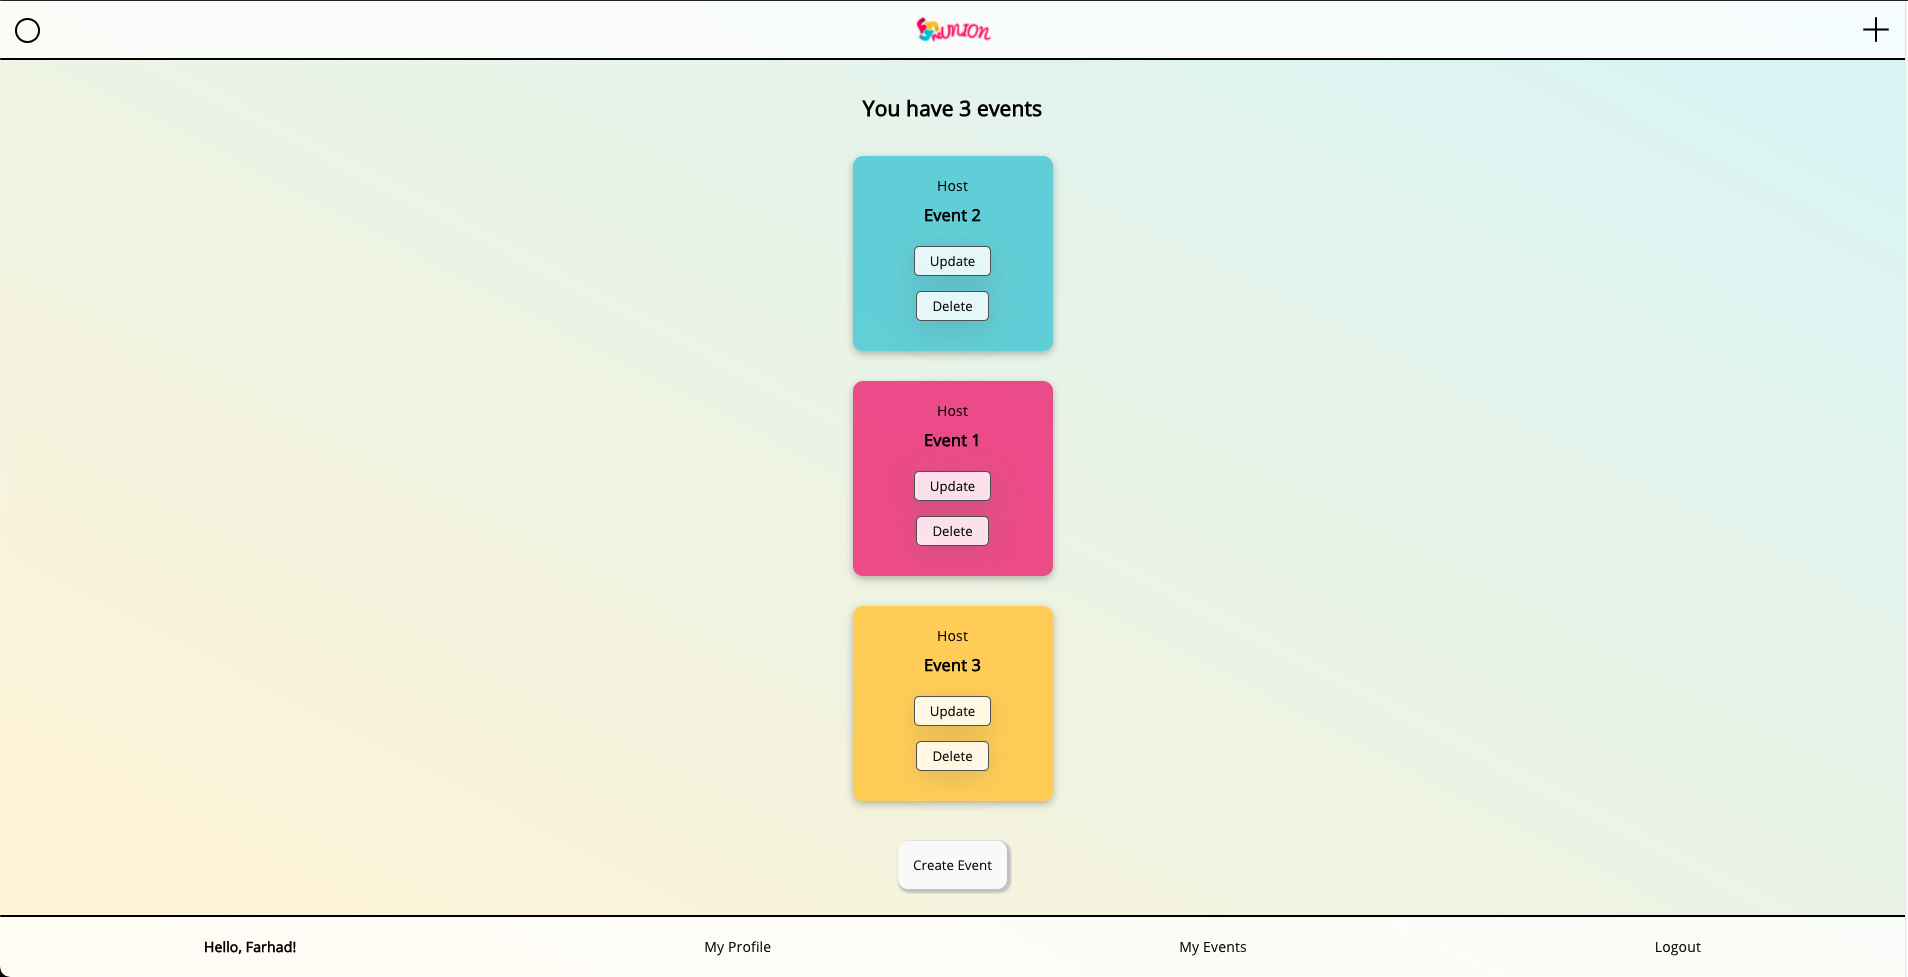 Reunion
You have 3 events
Host
Event 2
Update
Delete
Host
Event 1
Update
Delete
Host
Event 3
Update
Delete
Create Event
Hello, Farhad!
My Profile
My Events
Logout